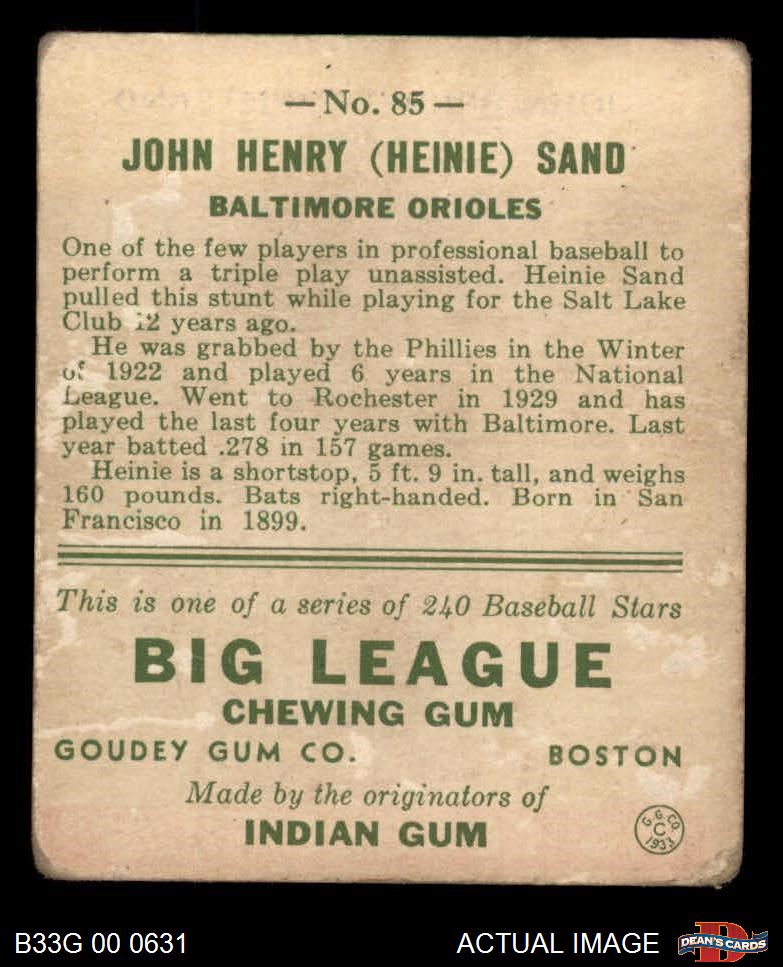 — No. 85 —
JOHN HENRY (HEINIE) SAND
BALTIMORE ORIOLES
One of the few players in professional baseball to
perform a triple play unassisted. Heinie Sand
pulled this stunt while playing for the Salt Lake
Club 12 years ago.
He was grabbed by the Phillies in the Winter
of 1922 and played 6 years in the National
League. Went to Rochester in 1929 and has
played the last four years with Baltimore. Last
year batted .278 in 157 games.
Heinie is a shortstop, 5 ft. 9 in. tall, and weighs
160 pounds. Bats right-handed. Born in San
Francisco in 1899.
This is one of a series of 240 Baseball Stars
BIG LEAGUE
CHEWING GUM
GOUDEY GUM CO. BOSTON
Made by the originators of
INDIAN GUM
G. G. CO.
C
1933
B33G 00 0631 ACTUAL IMAGE
D
DEAN'S CARDS